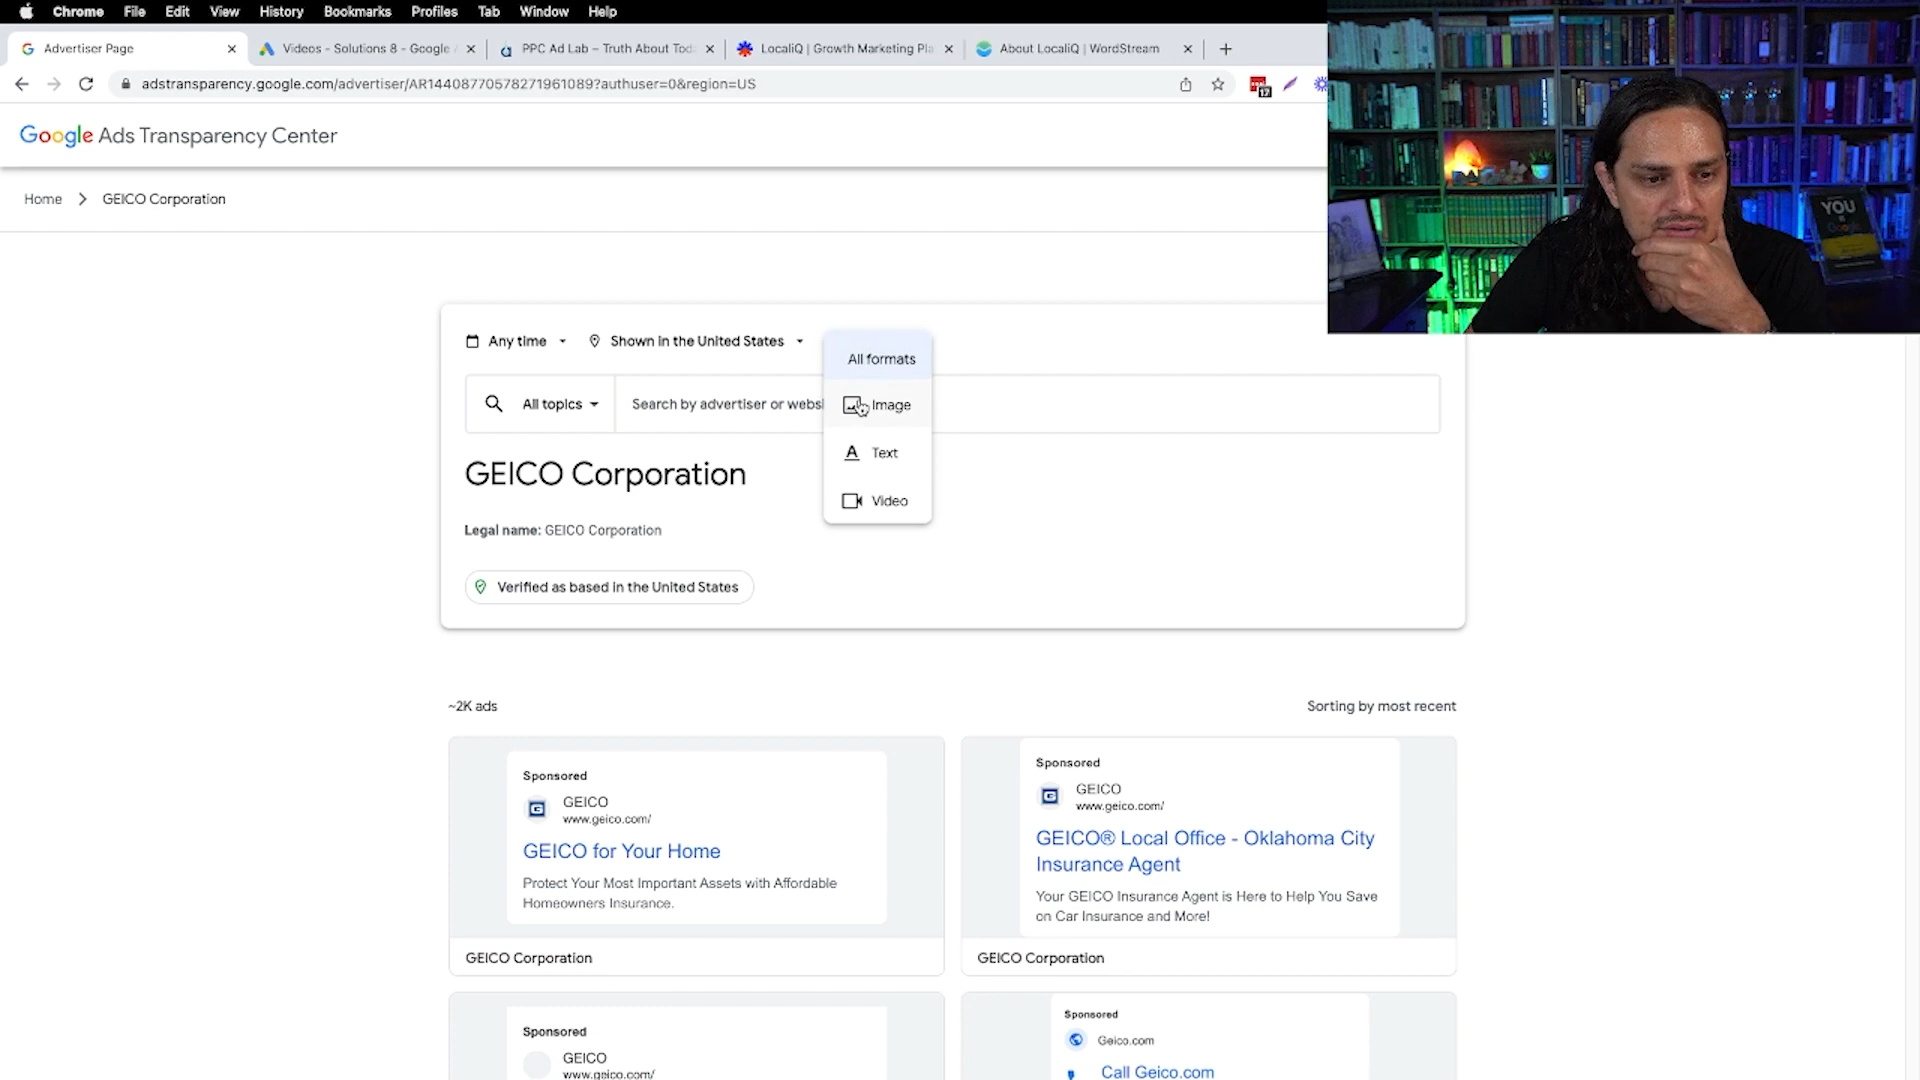 Chrome File Edit View History Bookmarks Profiles Tab Window Help
Advertiser Page
Videos - Solutions 8 - Google
PPC Ad Lab – Truth About Tod
LocaliQ | Growth Marketing Pla
About LocaliQ | WordStream
adstransparency.google.com/advertiser/AR14408770578271961089?authuser=0&region=US
17
Google Ads Transparency Center
Home > GEICO Corporation
YOU
Google
Any time
Shown in the United States
All formats
All topics
Search by advertiser or websi
Image
Text
Video
GEICO Corporation
Legal name: GEICO Corporation
Verified as based in the United States
~2K ads
Sorting by most recent
Sponsored
GEICO
www.geico.com/
GEICO for Your Home
Protect Your Most Important Assets with Affordable
Homeowners Insurance.
GEICO Corporation
Sponsored
GEICO
www.geico.com/
GEICO® Local Office - Oklahoma City
Insurance Agent
Your GEICO Insurance Agent is Here to Help You Save
on Car Insurance and More!
GEICO Corporation
Sponsored
GEICO
www.geico.com/
Sponsored
Geico.com
Call Geico.com